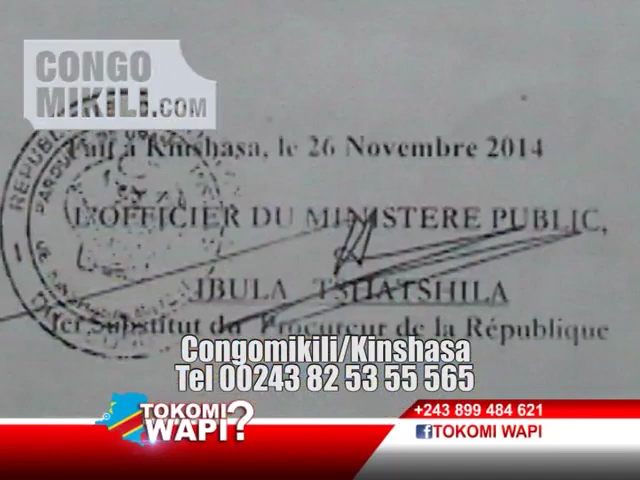 CONGO
MIKILI.COM
Fait à Kinshasa, le 26 Novembre 2014
L'OFFICIER DU MINISTERE PUBLIC,
TSHATSHILA
1er Substitut du Procureur de la République
Congomikili/Kinshasa
Tel 00243 82 53 55 565
TOKOMI
WAPI?
+243 899 484 621
TOKOMI WAPI